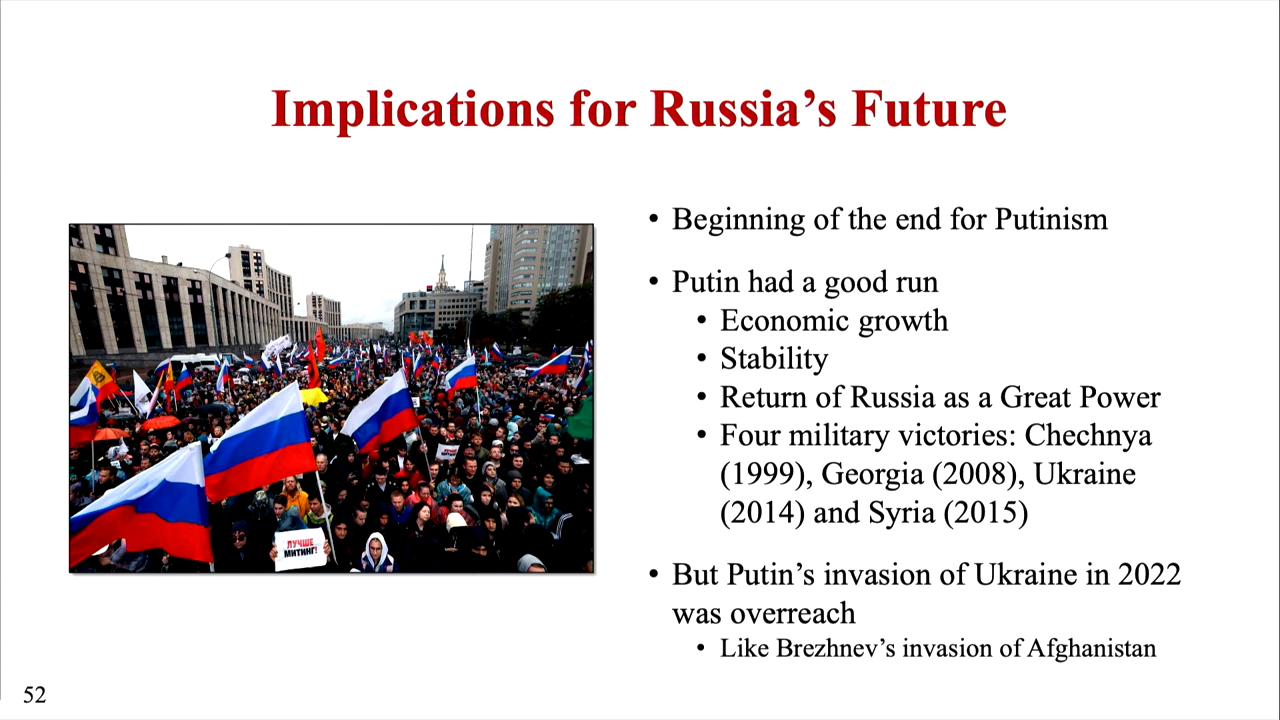 Implications for Russia’s Future
• Beginning of the end for Putinism
• Putin had a good run
• Economic growth
• Stability
• Return of Russia as a Great Power
• Four military victories: Chechnya
(1999), Georgia (2008), Ukraine
(2014) and Syria (2015)
• But Putin’s invasion of Ukraine in 2022
was overreach
• Like Brezhnev’s invasion of Afghanistan
ЛУЧШЕ
МИТИНГ!
52